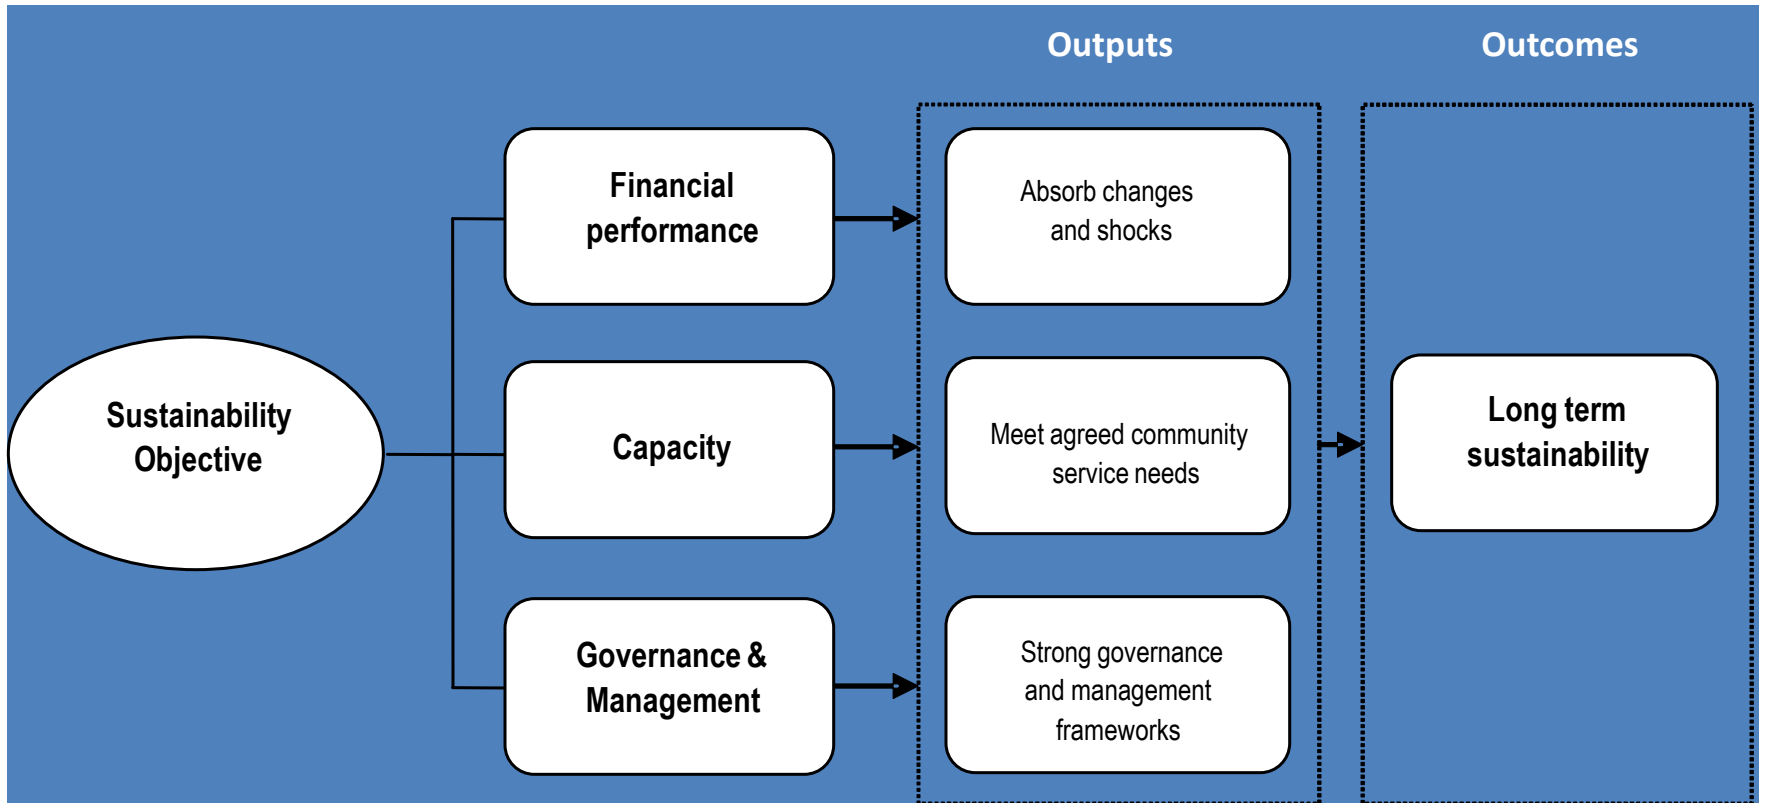 Outputs
Outcomes
Financial
performance
Absorb changes
and shocks
Sustainability
Objective
Capacity
Meet agreed community
service needs
Long term
sustainability
Governance &
Management
Strong governance
and management
frameworks